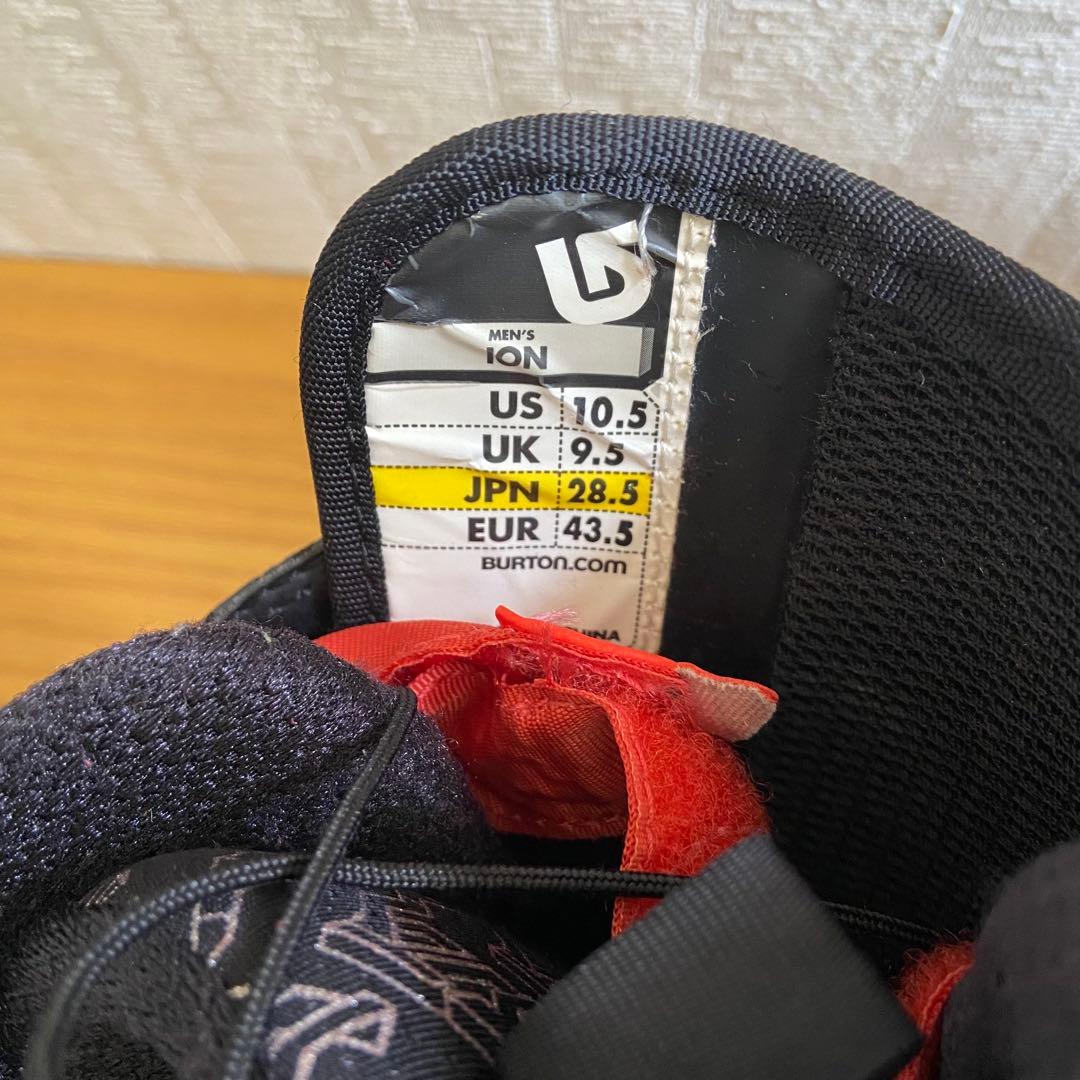 MEN'S
ION
US 10.5
UK 9.5
JPN 28.5
EUR 43.5
BURTON.COM